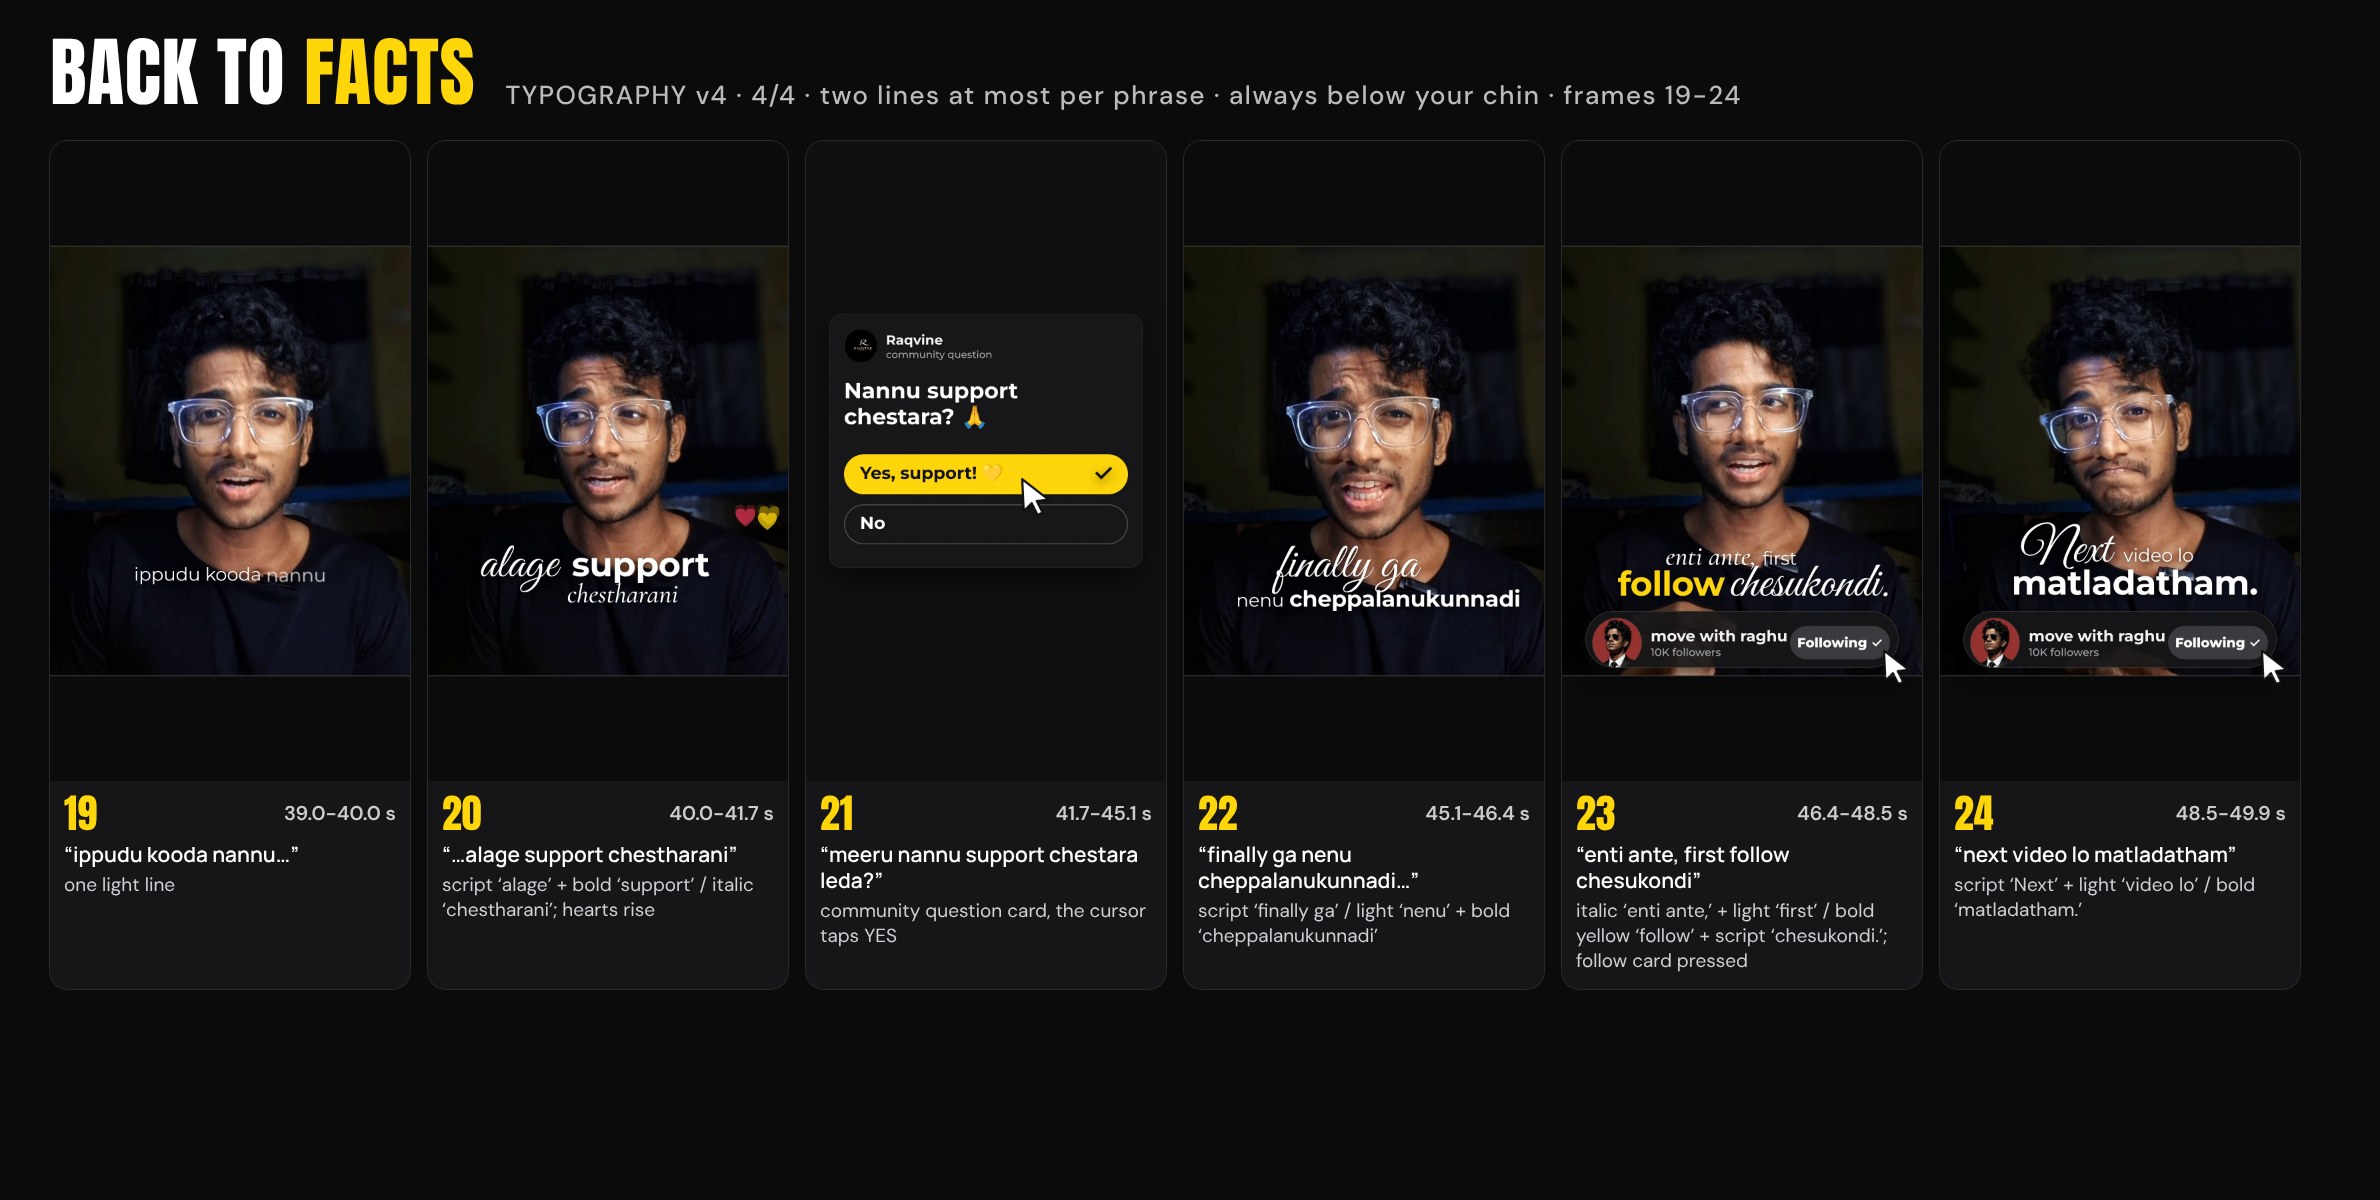 BACK TO FACTS
TYPOGRAPHY v4 · 4/4 · two lines at most per phrase · always below your chin · frames 19–24
ippudu kooda nannu
19
39.0–40.0 s
“ippudu kooda nannu…”
one light line
alage support
chestharani
20
40.0–41.7 s
“…alage support chestharani”
script ‘alage’ + bold ‘support’ / italic
‘chestharani’; hearts rise
RAQVINE
Raqvine
community question
Nannu support
chestara? 🙏
Yes, support! 💛
No
21
41.7–45.1 s
“meeru nannu support chestara
leda?”
community question card, the cursor
taps YES
finally ga
nenu cheppalanukunnadi
22
45.1–46.4 s
“finally ga nenu
cheppalanukunnadi…”
script ‘finally ga’ / light ‘nenu’ + bold
‘cheppalanukunnadi’
enti ante, first
follow chesukondi.
move with raghu
10K followers
Following ✓
23
46.4–48.5 s
“enti ante, first follow
chesukondi”
italic ‘enti ante,’ + light ‘first’ / bold
yellow ‘follow’ + script ‘chesukondi.’;
follow card pressed
Next video lo
matladatham.
move with raghu
10K followers
Following ✓
24
48.5–49.9 s
“next video lo matladatham”
script ‘Next’ + light ‘video lo’ / bold
‘matladatham.’